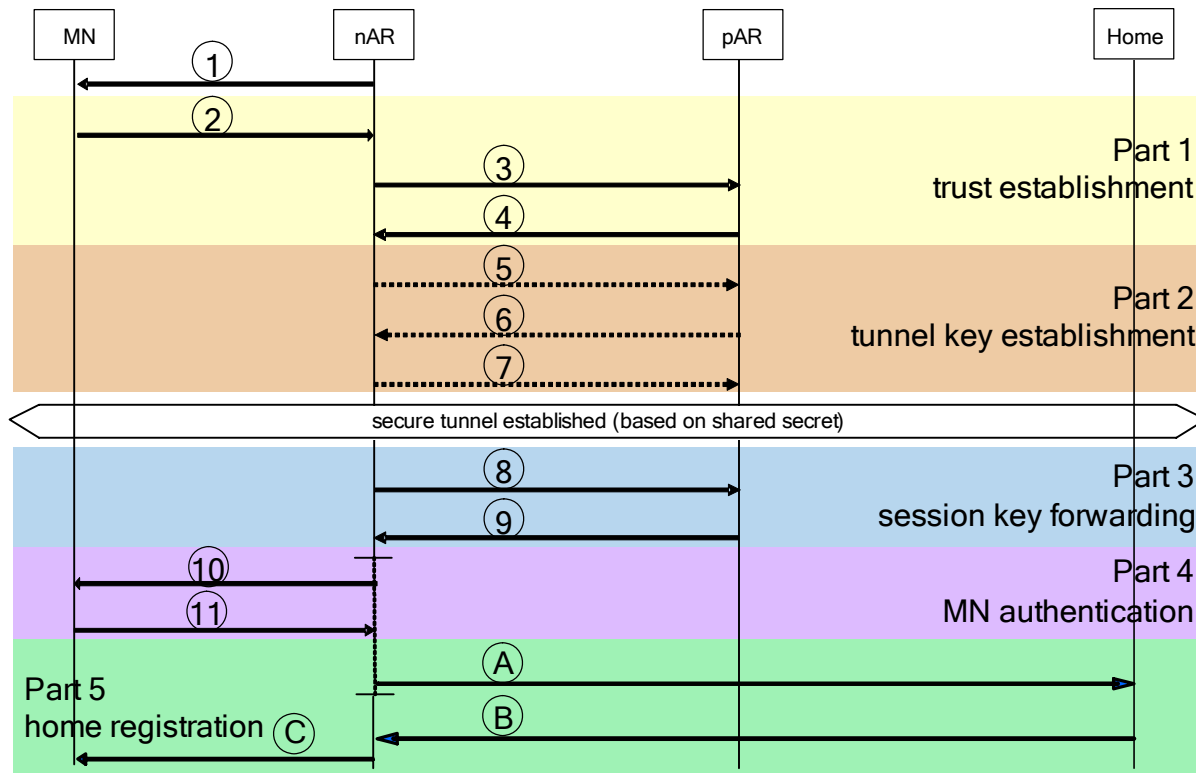 MN
nAR
pAR
Home
1
2
3
Part 1
trust establishment
4
5
Part 2
6
tunnel key establishment
7
secure tunnel established (based on shared secret)
8
Part 3
session key forwarding
9
10
Part 4
MN authentication
11
A
Part 5
home registration
B
C